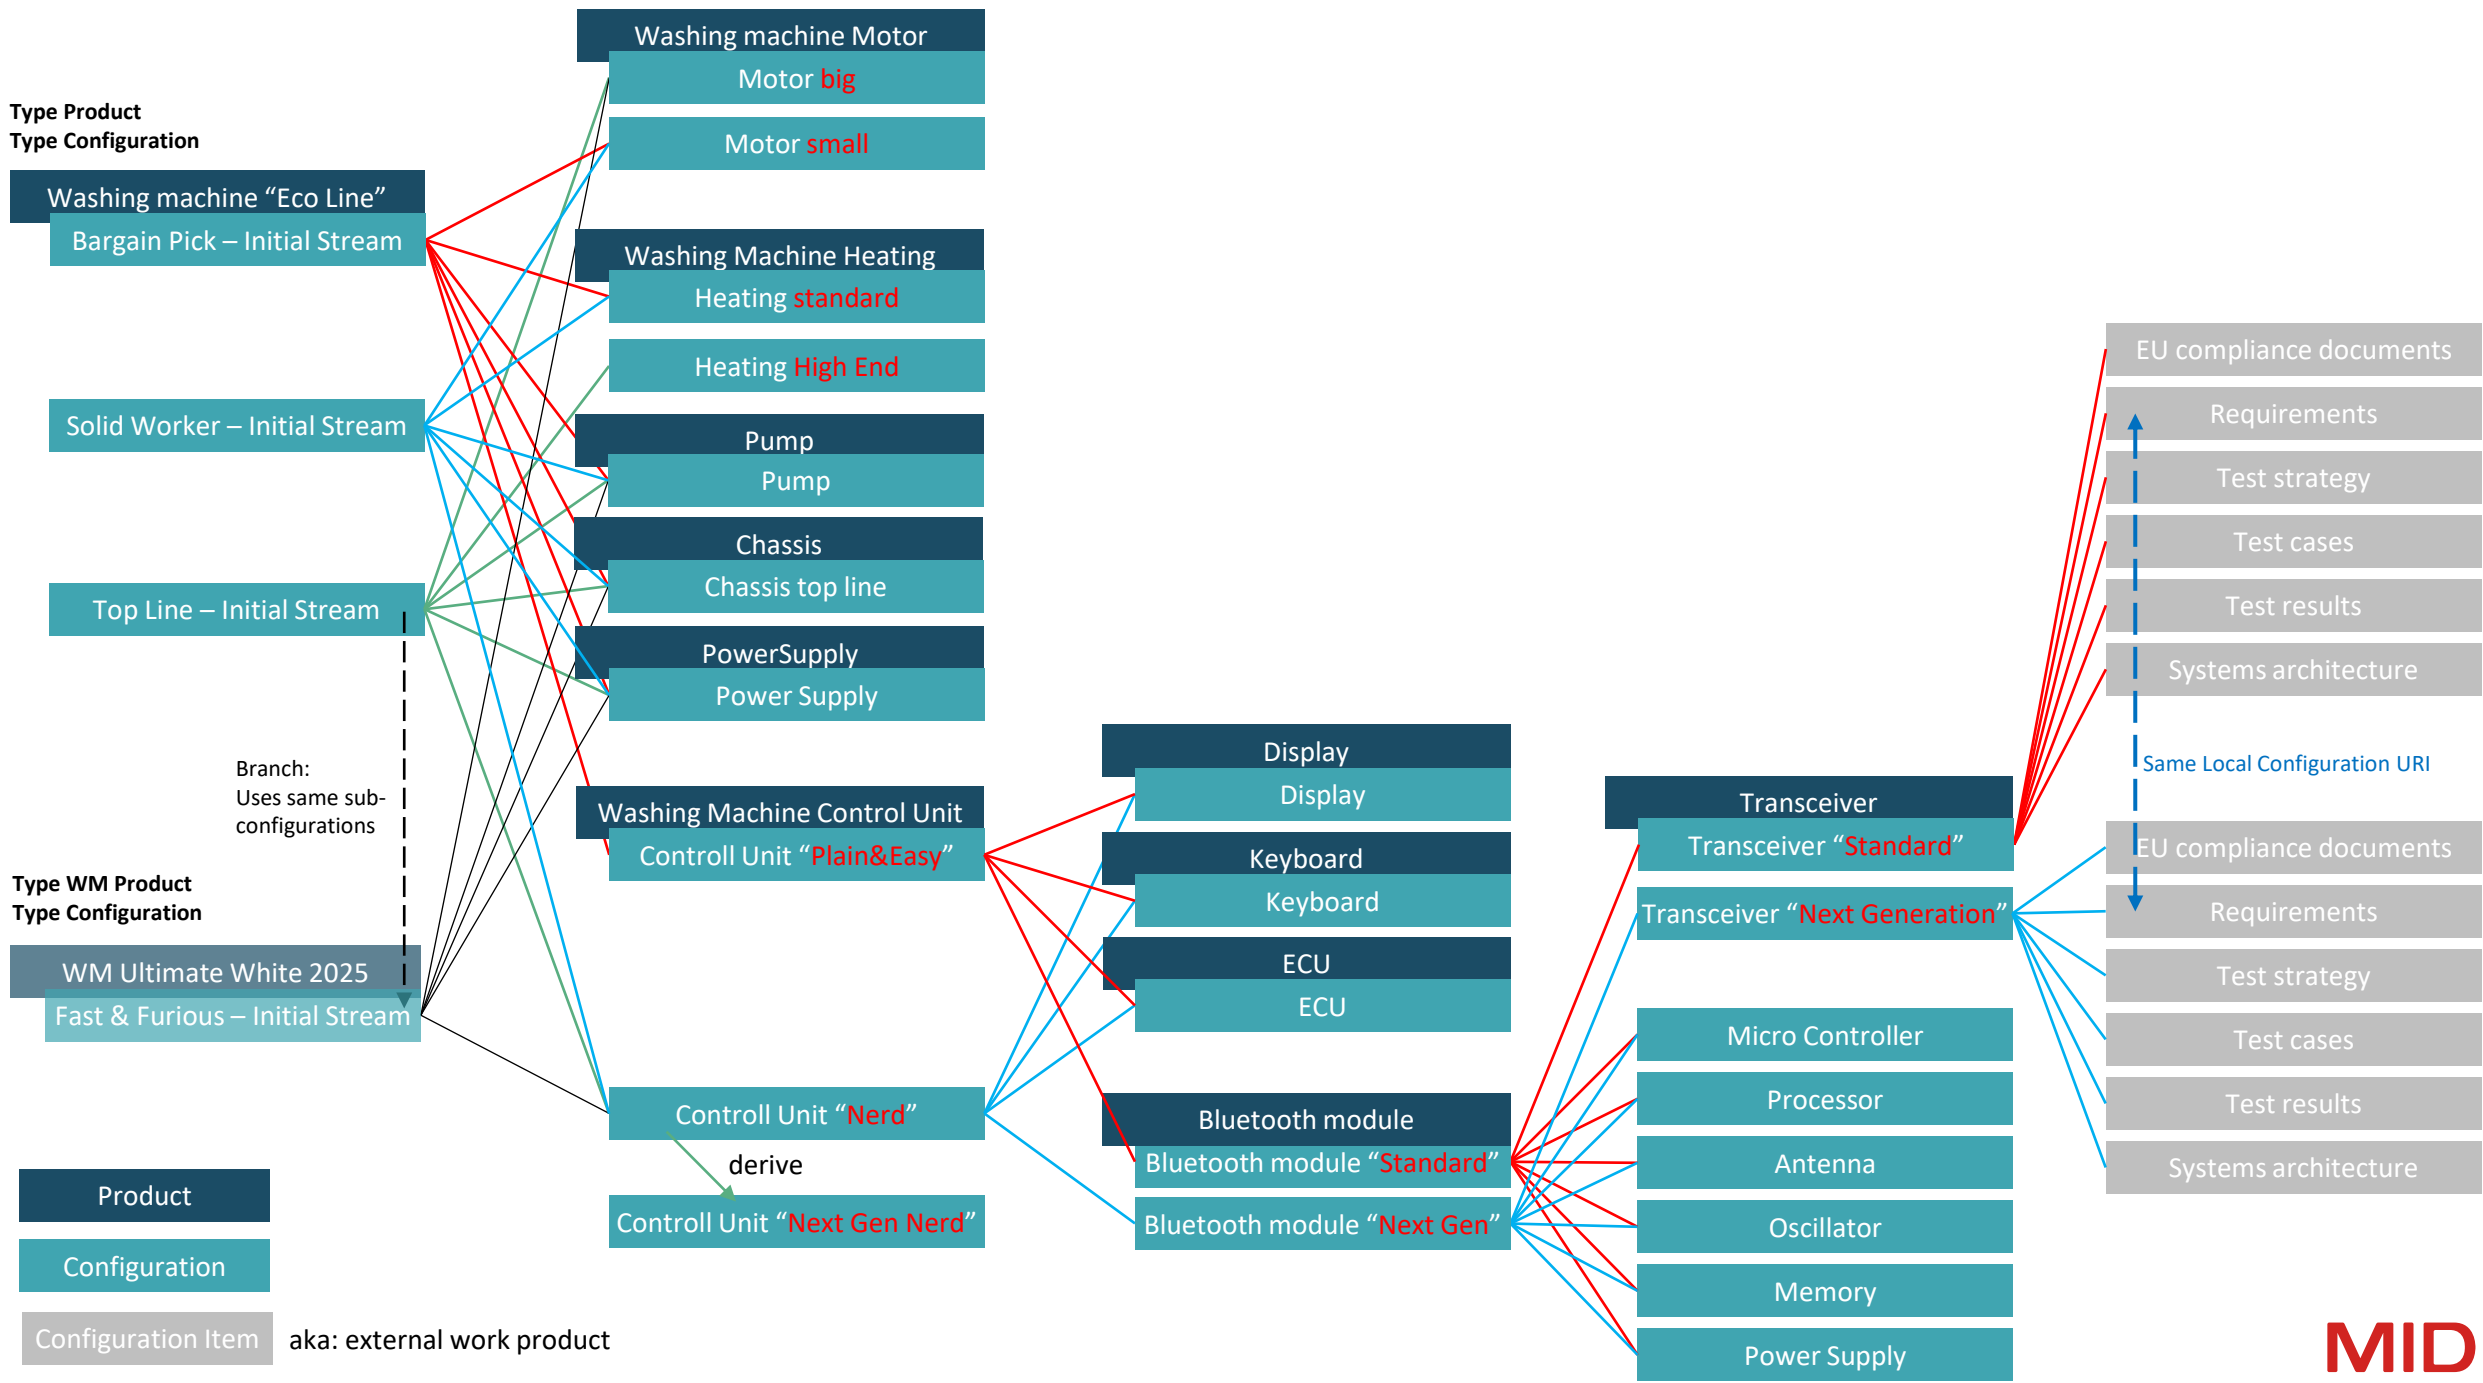 Type Product
Type Configuration
Washing machine “Eco Line”
Bargain Pick – Initial Stream
Solid Worker – Initial Stream
Top Line – Initial Stream
Branch:
Uses same sub-
configurations
Type WM Product
Type Configuration
WM Ultimate White 2025
Fast & Furious – Initial Stream
Product
Configuration
Configuration Item
aka: external work product
Washing machine Motor
Motor big
Motor small
Washing Machine Heating
Heating standard
Heating High End
Pump
Pump
Chassis
Chassis top line
PowerSupply
Power Supply
Washing Machine Control Unit
Controll Unit “Plain&Easy”
Controll Unit “Nerd”
derive
Controll Unit “Next Gen Nerd”
Display
Display
Keyboard
Keyboard
ECU
ECU
Bluetooth module
Bluetooth module “Standard”
Bluetooth module “Next Gen”
Transceiver
Transceiver “Standard”
Transceiver “Next Generation”
Micro Controller
Processor
Antenna
Oscillator
Memory
Power Supply
EU compliance documents
Requirements
Test strategy
Test cases
Test results
Systems architecture
Same Local Configuration URI
EU compliance documents
Requirements
Test strategy
Test cases
Test results
Systems architecture
MID